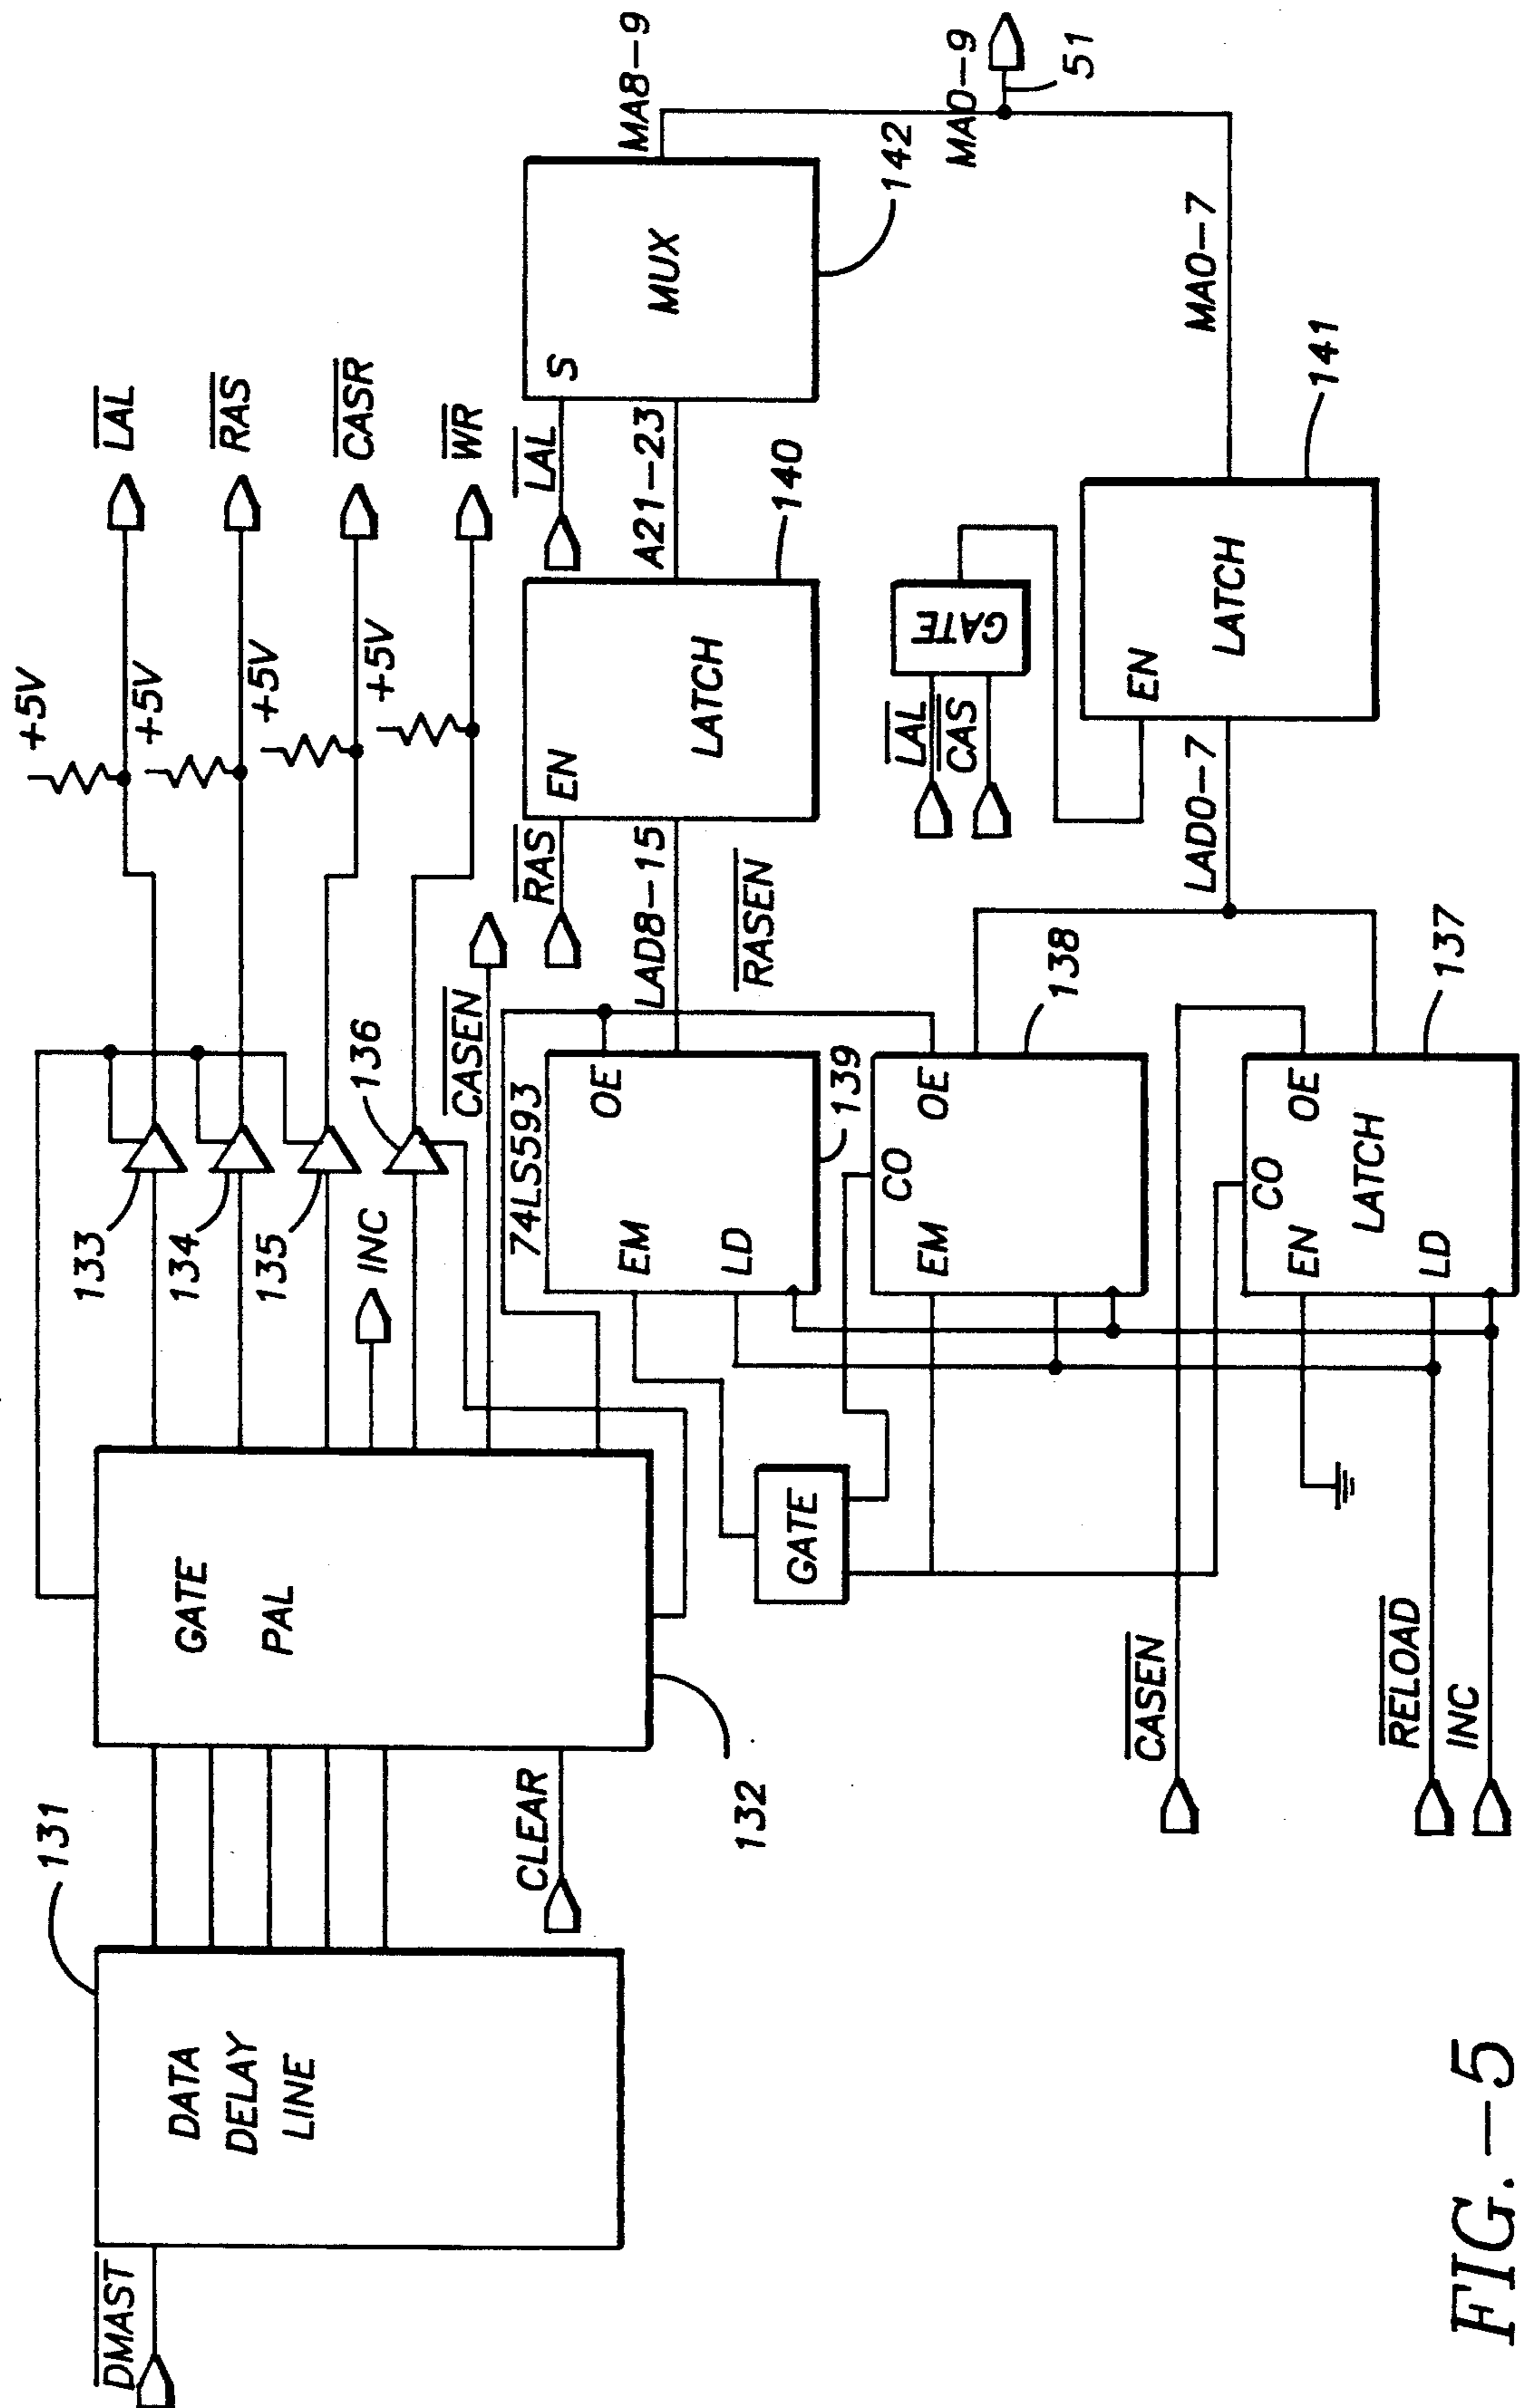 DMAST
131
DATA
DELAY
LINE
CLEAR
132
GATE
PAL
133
134
135
INC
136
CASEN
+5V
+5V
+5V
+5V
LAL
RAS
CASR
WR
74LS593
EM
LD
OE
139
LAD8-15
RASEN
RAS
EN
LATCH
140
LAL
A21-23
S
MUX
142
MA8-9
MA0-9
51
GATE
CO
EM
OE
138
LAL
CAS
GATE
CASEN
RELOAD
INC
CO
EN
OE
LATCH
LD
137
LAD0-7
EN
LATCH
141
MA0-7
FIG.-5